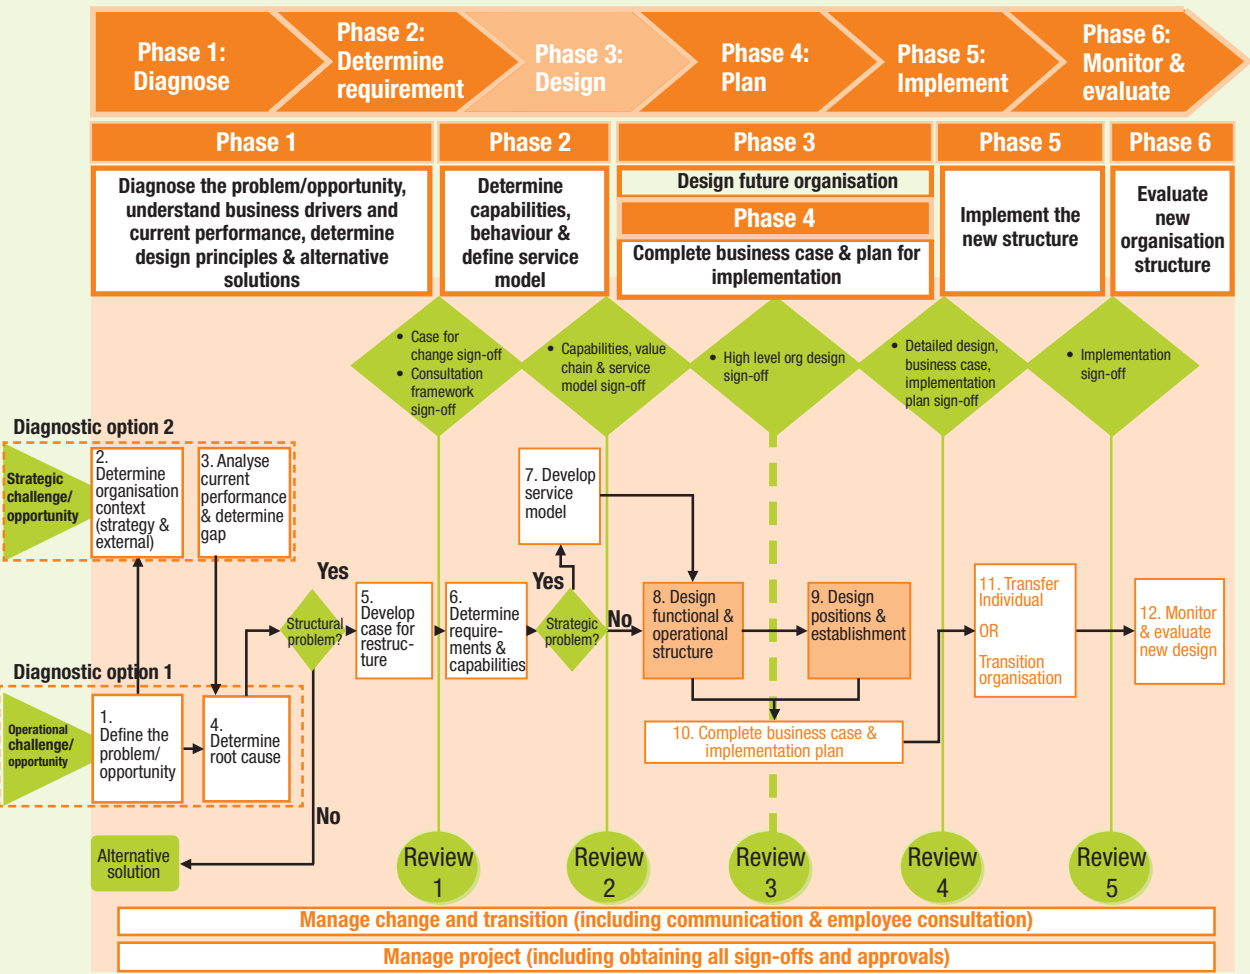 Phase 1:
Diagnose
Phase 2:
Determine
requirement
Phase 3:
Design
Phase 4:
Plan
Phase 5:
Implement
Phase 6:
Monitor &
evaluate
Phase 1
Phase 2
Phase 3
Phase 5
Phase 6
Diagnose the problem/opportunity,
understand business drivers and
current performance, determine
design principles & alternative
solutions
Determine
capabilities,
behaviour &
define service
model
Design future organisation
Phase 4
Complete business case & plan for
implementation
Implement the
new structure
Evaluate
new
organisation
structure
• Case for
change sign-off
• Consultation
framework
sign-off
• Capabilities, value
chain & service
model sign-off
• High level org design
sign-off
• Detailed design,
business case,
implementation
plan sign-off
• Implementation
sign-off
Diagnostic option 2
Strategic
challenge/
opportunity
2.
Determine
organisation
context
(strategy &
external)
3. Analyse
current
performance
& determine
gap
7. Develop
service
model
Yes
Structural
problem?
5.
Develop
case for
restruc-
ture
6.
Determine
require-
ments &
capabilities
Yes
Strategic
problem?
No
8. Design
functional &
operational
structure
9. Design
positions &
establishment
11. Transfer
Individual
OR
Transition
organisation
12. Monitor
& evaluate
new design
Diagnostic option 1
Operational
challenge/
opportunity
1.
Define the
problem/
opportunity
4.
Determine
root cause
10. Complete business case &
implementation plan
No
Alternative
solution
Review
1
Review
2
Review
3
Review
4
Review
5
Manage change and transition (including communication & employee consultation)
Manage project (including obtaining all sign-offs and approvals)